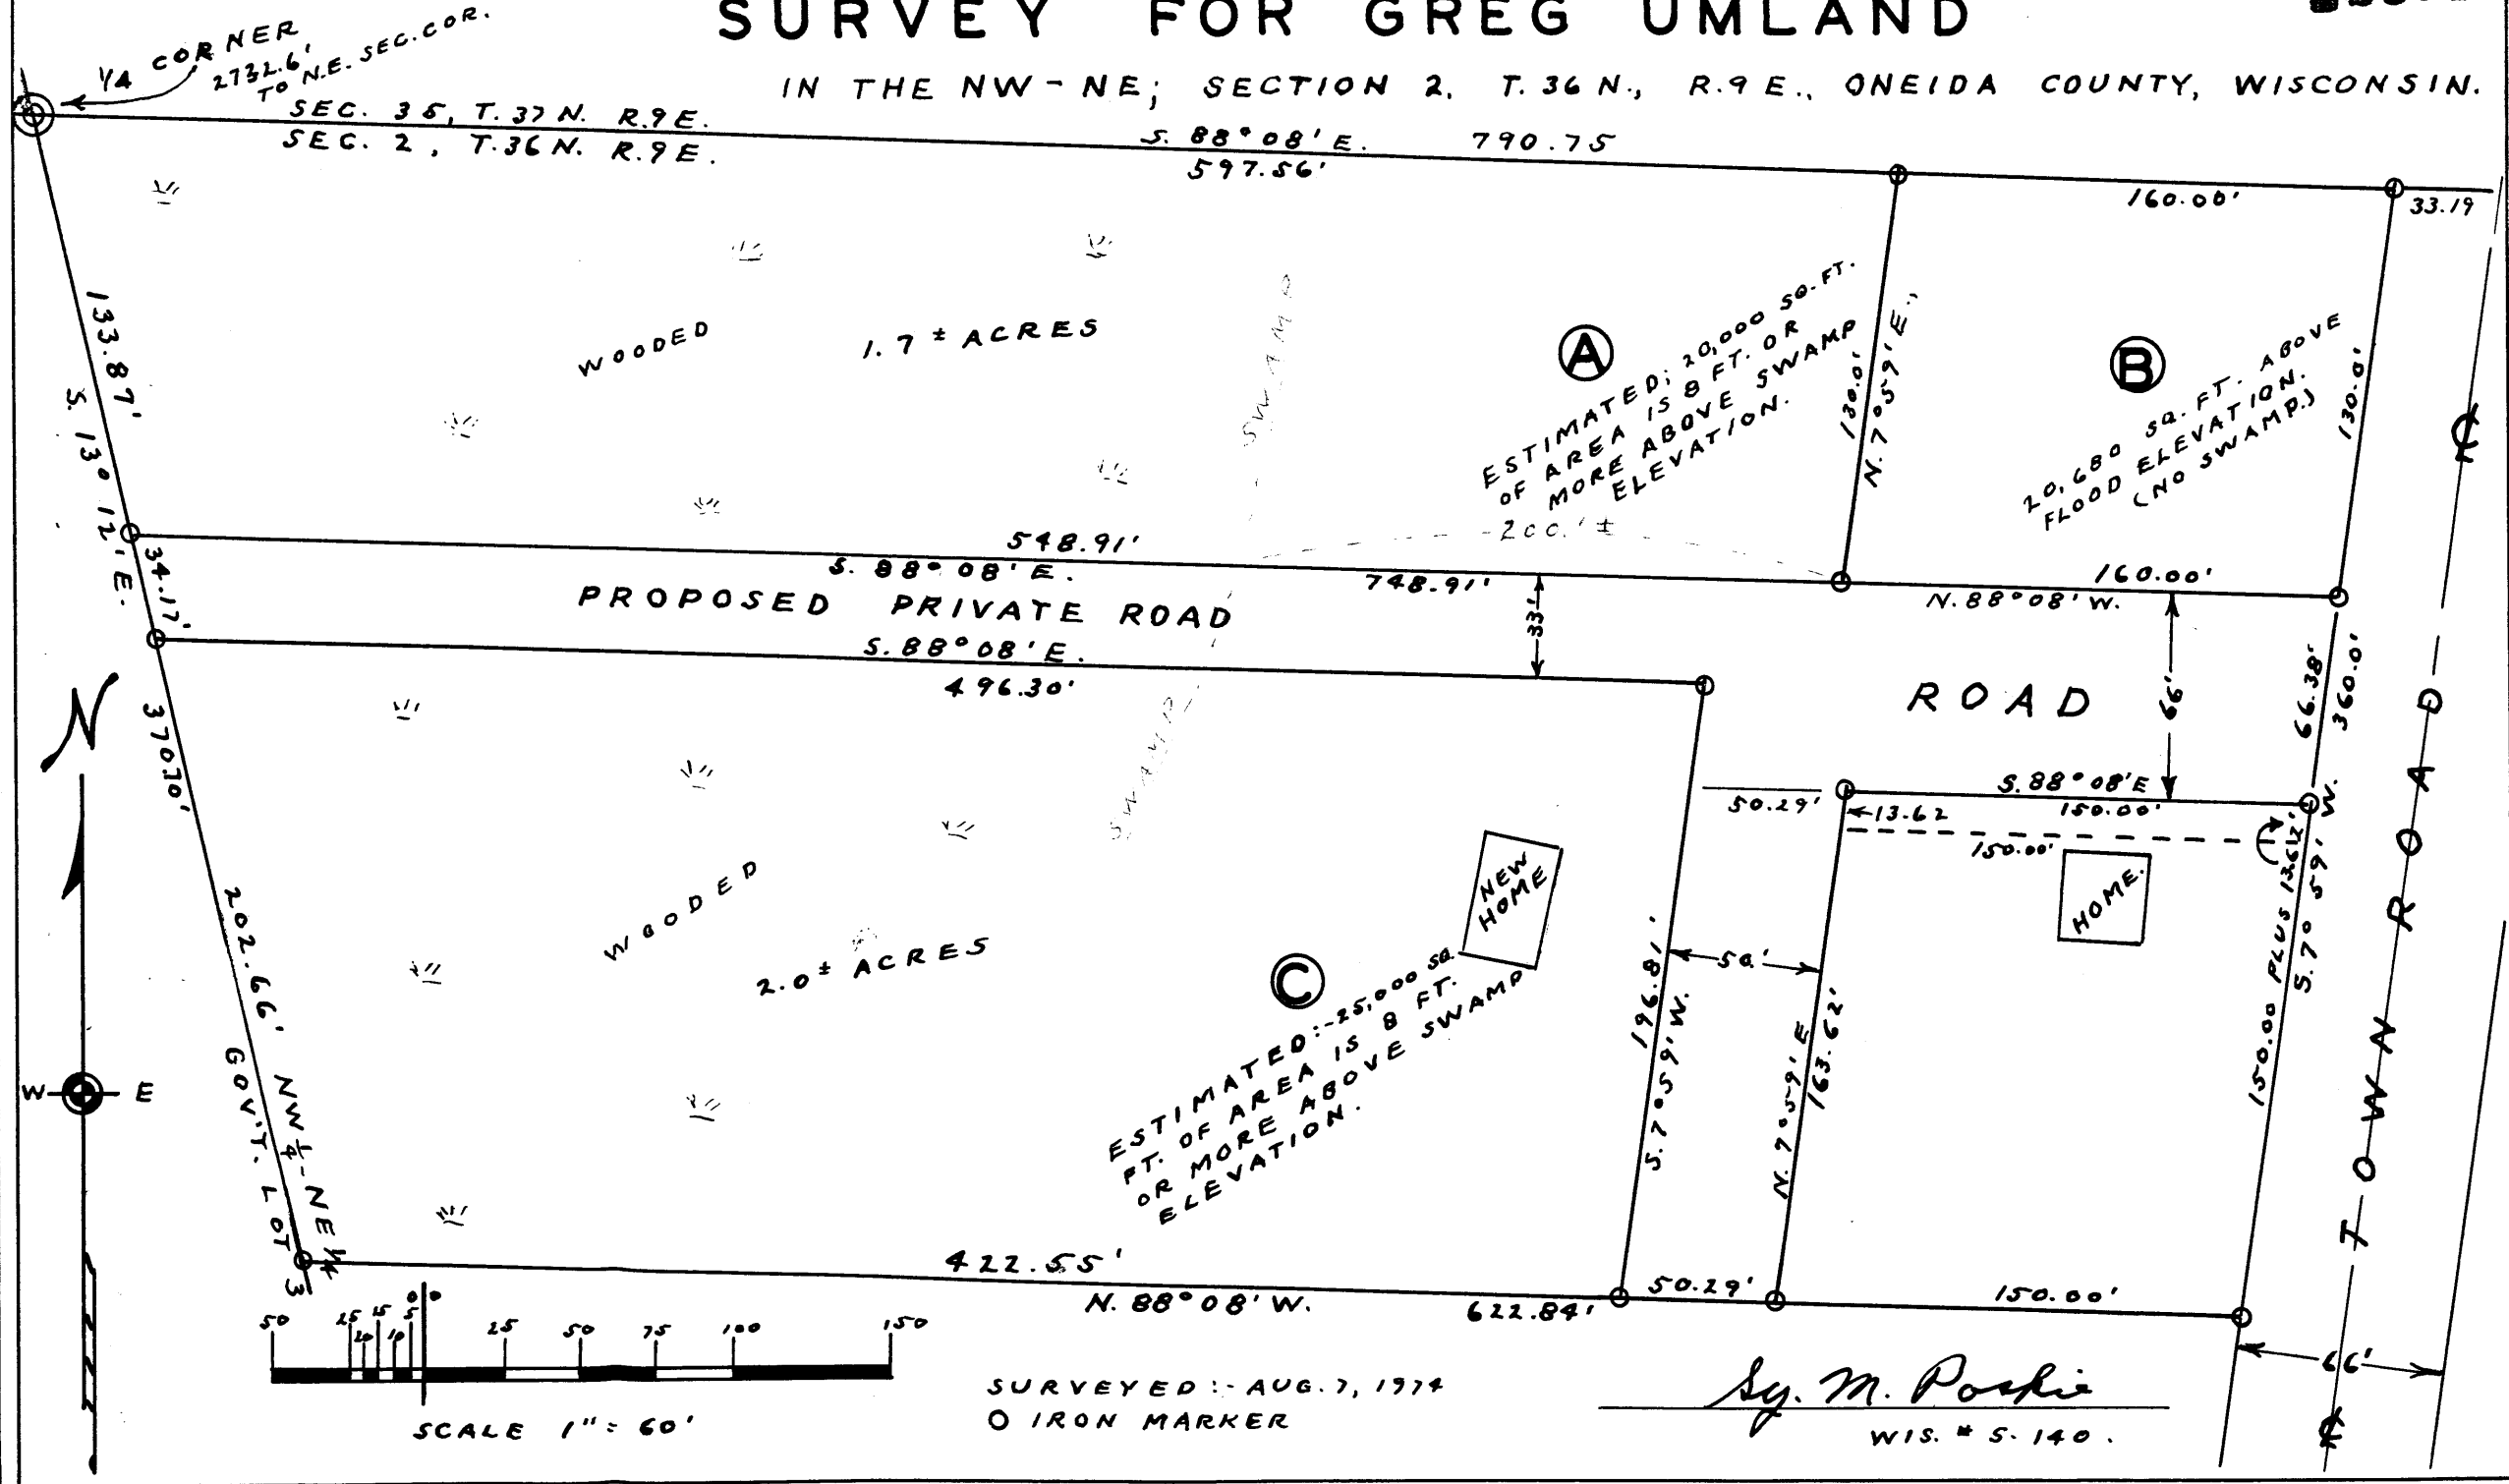 SURVEY FOR GREG UMLAND
IN THE NW-NE; SECTION 2, T.36 N., R.9 E., ONEIDA COUNTY, WISCONSIN.
1/4 CORNER
2732.6'
TO N.E. SEC. COR.
SEC. 35, T.37 N. R.9 E.
SEC. 2, T.36 N. R.9 E.
S. 88° 08' E. 790.75
597.56'
160.00'
33.19
133.87'
S. 13° 12' E.
WOODED
1.7 ± ACRES
SWAMP
A
ESTIMATED; 20,000 SQ. FT.
OF AREA IS 8 FT. OR
MORE ABOVE SWAMP
ELEVATION.
130.0'
N. 7° 59' E.,
B
20,680 SQ. FT. ABOVE
FLOOD ELEVATION.
(NO SWAMP.)
130.0'
200.' ±
548.91'
S. 88° 08' E.
748.91'
160.00'
N. 88° 08' W.
34.17'
PROPOSED PRIVATE ROAD
33'
S. 88° 08' E.
496.30'
ROAD
66'
66.38'
360.0'
N
370.70'
SWAMP
50.29'
S. 88° 08' E
13.62
150.00'
150.00'
NEW
HOME
HOME.
WOODED
2.0 ± ACRES
C
ESTIMATED:-25,000 SQ.
FT. OF AREA IS 8 FT.
OR MORE ABOVE SWAMP
ELEVATION.
196.81'
S. 7° 59' W.
50'
N. 7° 59' E
163.62'
150.00 PLUS 13.62'
S. 7° 59' W.
TOWN ROAD
W E
202.66'
NW 1/4 - NE 1/4
GOV'T. LOT 3
422.55'
N. 88° 08' W. 622.84'
50.29'
150.00'
66'
50 25 20 15 10 5 0 0 25 50 75 100 150
SCALE 1" = 60'
SURVEYED:- AUG. 7, 1974
O IRON MARKER
WIS. # S-140.